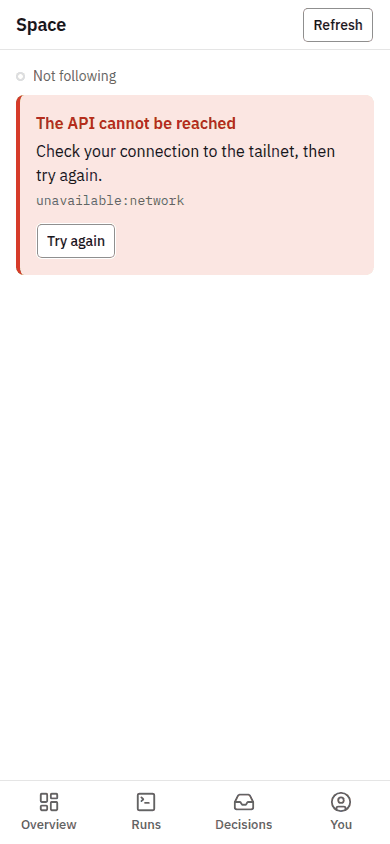 Space
Refresh
Not following
The API cannot be reached
Check your connection to the tailnet, then
try again.
unavailable:network
Try again
Overview
Runs
Decisions
You